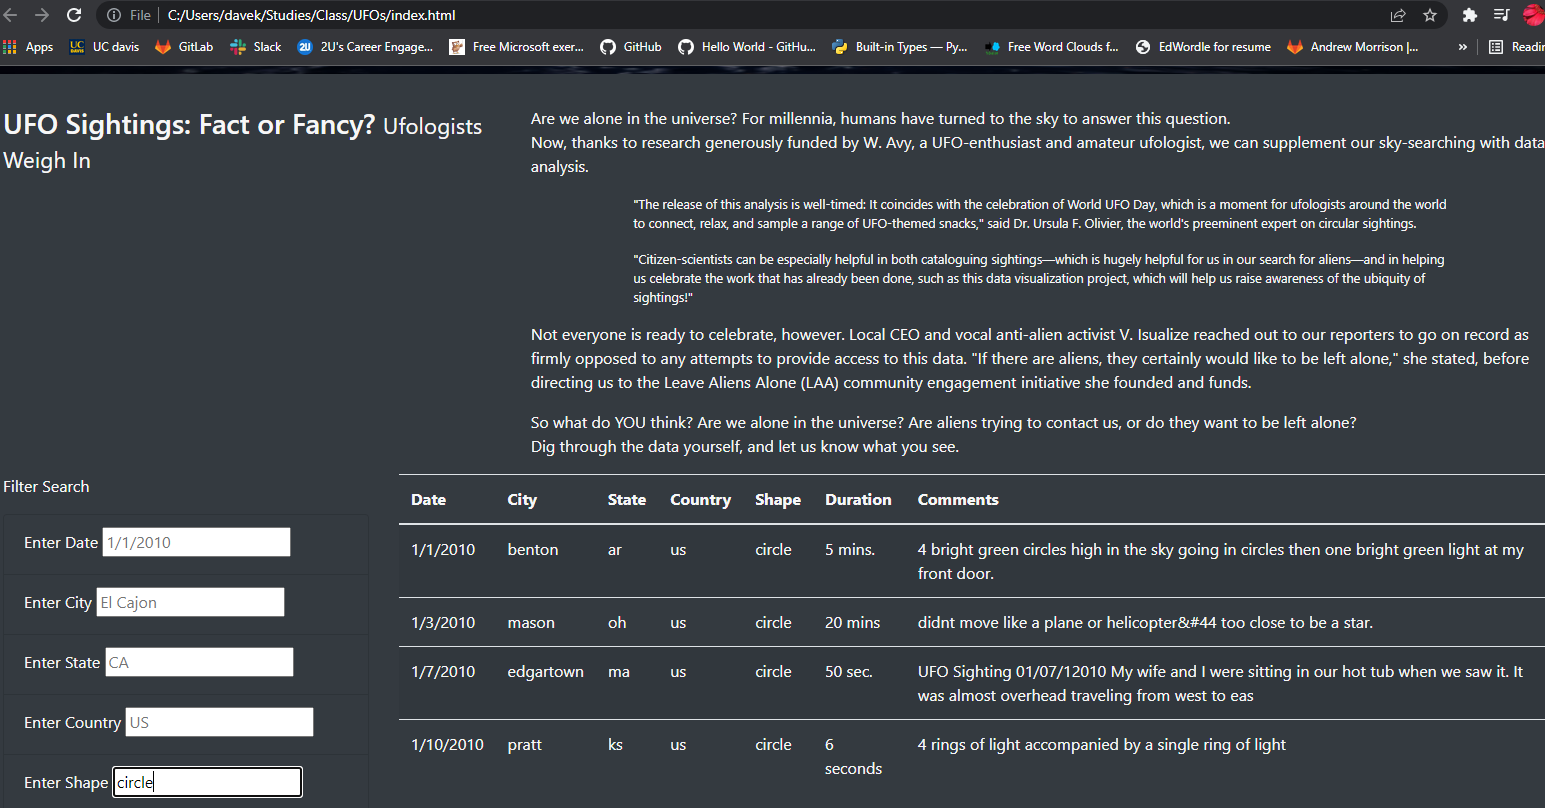 File C:/Users/davek/Studies/Class/UFOs/index.html
Apps UC davis GitLab Slack 2U's Career Engage... Free Microsoft exer... GitHub Hello World - GitHu... Built-in Types — Py... Free Word Clouds f... EdWordle for resume Andrew Morrison |... » Readin
UFO Sightings: Fact or Fancy? Ufologists
Weigh In
Are we alone in the universe? For millennia, humans have turned to the sky to answer this question.
Now, thanks to research generously funded by W. Avy, a UFO-enthusiast and amateur ufologist, we can supplement our sky-searching with data
analysis.
"The release of this analysis is well-timed: It coincides with the celebration of World UFO Day, which is a moment for ufologists around the world
to connect, relax, and sample a range of UFO-themed snacks," said Dr. Ursula F. Olivier, the world's preeminent expert on circular sightings.
"Citizen-scientists can be especially helpful in both cataloguing sightings—which is hugely helpful for us in our search for aliens—and in helping
us celebrate the work that has already been done, such as this data visualization project, which will help us raise awareness of the ubiquity of
sightings!"
Not everyone is ready to celebrate, however. Local CEO and vocal anti-alien activist V. Isualize reached out to our reporters to go on record as
firmly opposed to any attempts to provide access to this data. "If there are aliens, they certainly would like to be left alone," she stated, before
directing us to the Leave Aliens Alone (LAA) community engagement initiative she founded and funds.
So what do YOU think? Are we alone in the universe? Are aliens trying to contact us, or do they want to be left alone?
Dig through the data yourself, and let us know what you see.
Filter Search
Enter Date 1/1/2010
Enter City El Cajon
Enter State CA
Enter Country US
Enter Shape circle
Date City State Country Shape Duration Comments
1/1/2010 benton ar us circle 5 mins. 4 bright green circles high in the sky going in circles then one bright green light at my
front door.
1/3/2010 mason oh us circle 20 mins didnt move like a plane or helicopter&#44 too close to be a star.
1/7/2010 edgartown ma us circle 50 sec. UFO Sighting 01/07/12010 My wife and I were sitting in our hot tub when we saw it. It
was almost overhead traveling from west to eas
1/10/2010 pratt ks us circle 6 4 rings of light accompanied by a single ring of light
seconds